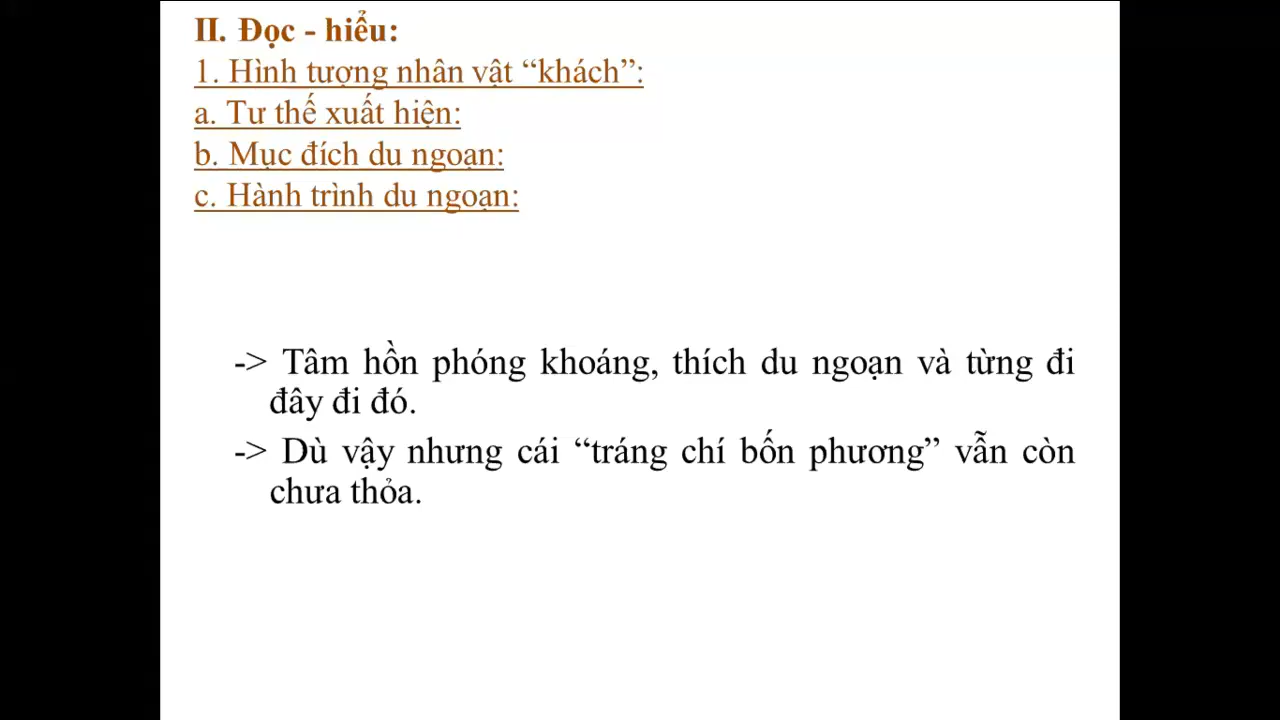 II. Đọc - hiểu:
1. Hình tượng nhân vật “khách”:
a. Tư thế xuất hiện:
b. Mục đích du ngoạn:
c. Hành trình du ngoạn:
-> Tâm hồn phóng khoáng, thích du ngoạn và từng đi
đây đi đó.
-> Dù vậy nhưng cái “tráng chí bốn phương” vẫn còn
chưa thỏa.